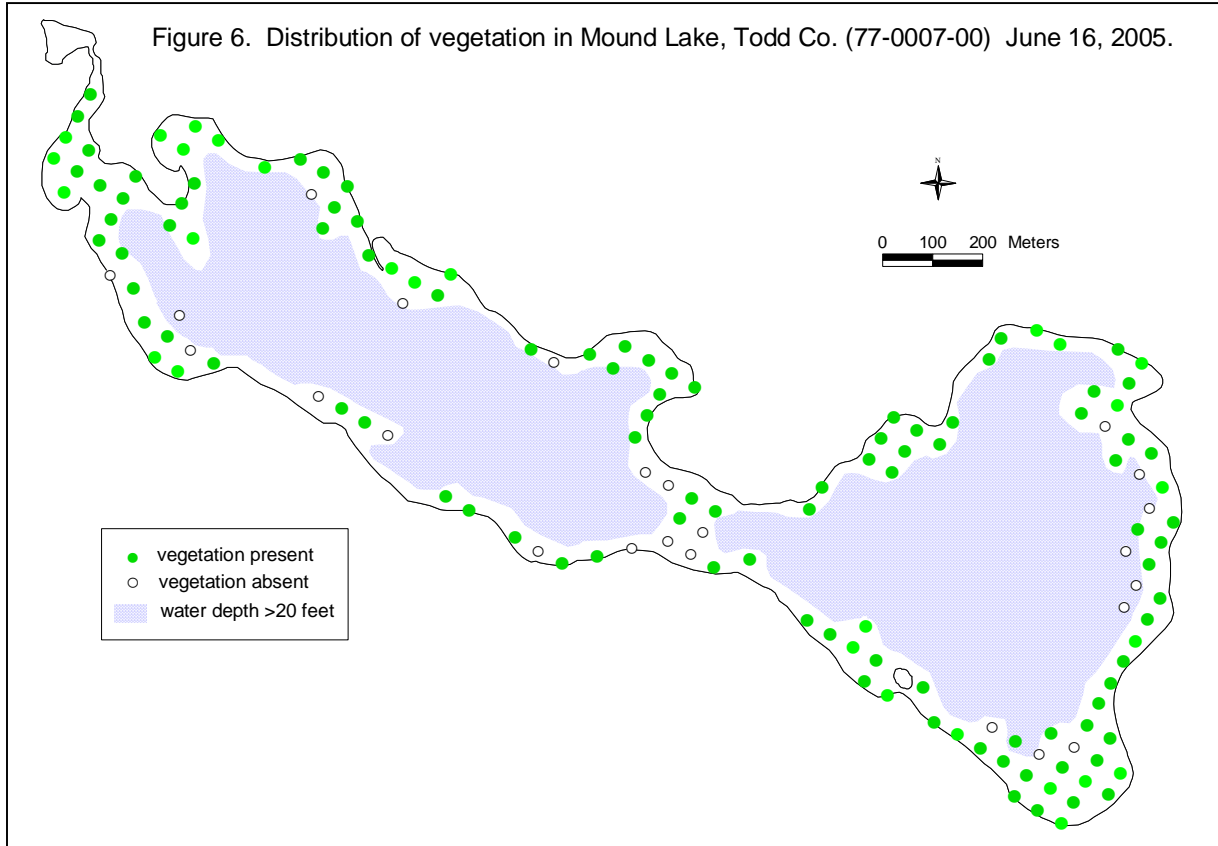 Figure 6. Distribution of vegetation in Mound Lake, Todd Co. (77-0007-00) June 16, 2005.
N
0 100 200 Meters
vegetation present
vegetation absent
water depth >20 feet